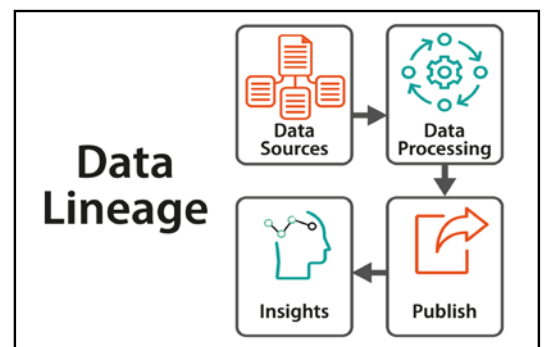 Data
Lineage
Data
Sources
Data
Processing
Publish
Insights